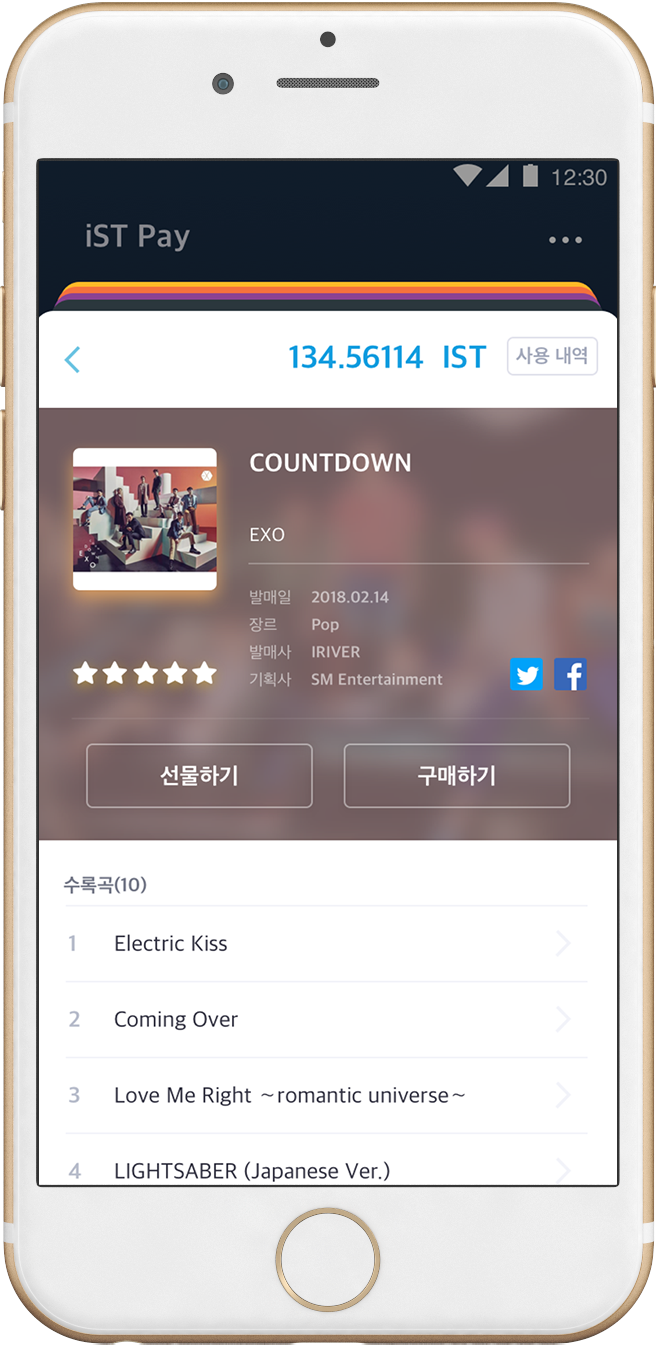 12:30
iST Pay
134.56114 IST 사용 내역
COUNTDOWN
EXO
발매일 2018.02.14
장르 Pop
발매사 IRIVER
기획사 SM Entertainment
선물하기 구매하기
수록곡(10)
1 Electric Kiss
2 Coming Over
3 Love Me Right ~romantic universe~
4 LIGHTSABER (Japanese Ver.)